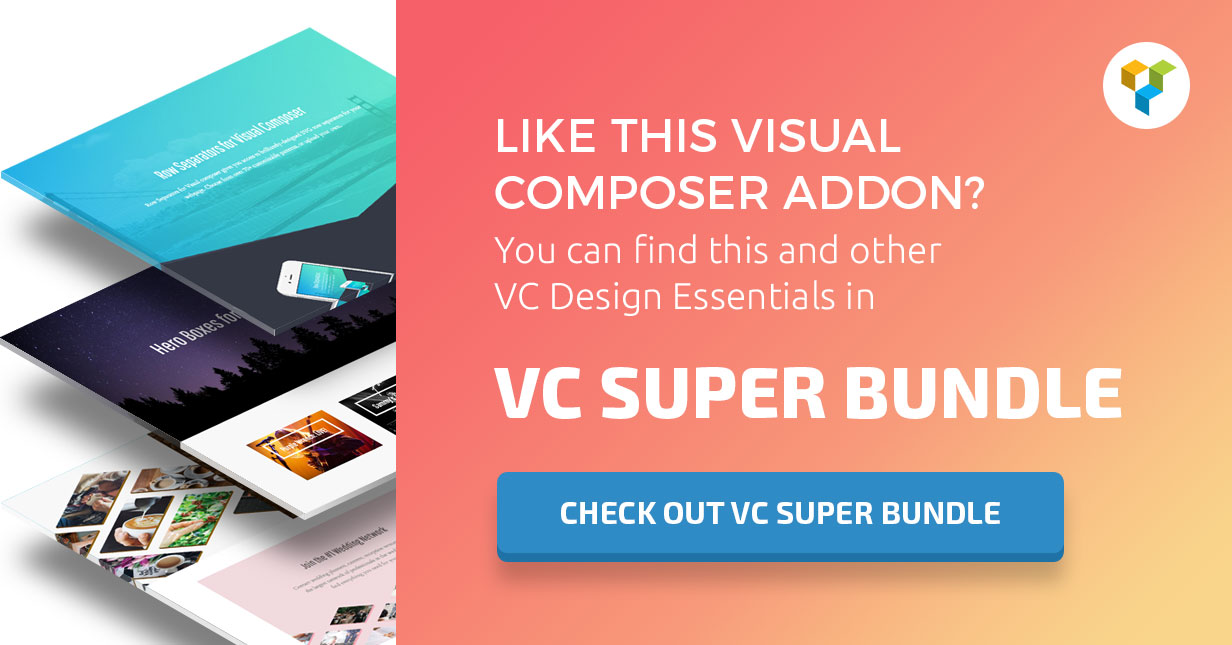 LIKE THIS VISUAL
COMPOSER ADDON?
You can find this and other
VC Design Essentials in
VC SUPER BUNDLE
CHECK OUT VC SUPER BUNDLE
Row Separators for Visual Composer
Hero Boxes for
Join the #1 Wedding Network